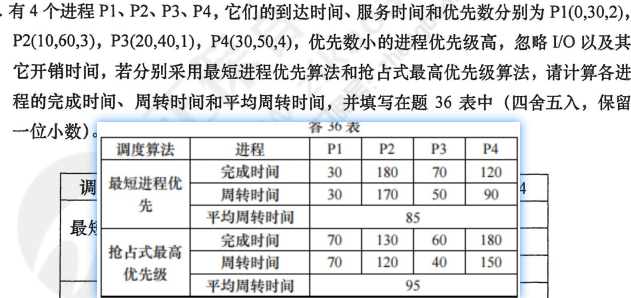 . 有 4 个进程 P1、P2、P3、P4，它们的到达时间、服务时间和优先数分别为 P1(0,30,2)，
P2(10,60,3)，P3(20,40,1)，P4(30,50,4)，优先数小的进程优先级高，忽略 I/O 以及其
它开销时间，若分别采用最短进程优先算法和抢占式最高优先级算法，请计算各进
程的完成时间、周转时间和平均周转时间，并填写在题 36 表中（四舍五入，保留
一位小数）。
答 36 表
调度算法 进程 P1 P2 P3 P4
最短进程优先 完成时间 30 180 70 120
周转时间 30 170 50 90
平均周转时间 85
抢占式最高优先级 完成时间 70 130 60 180
周转时间 70 120 40 150
平均周转时间 95
调
4
最短